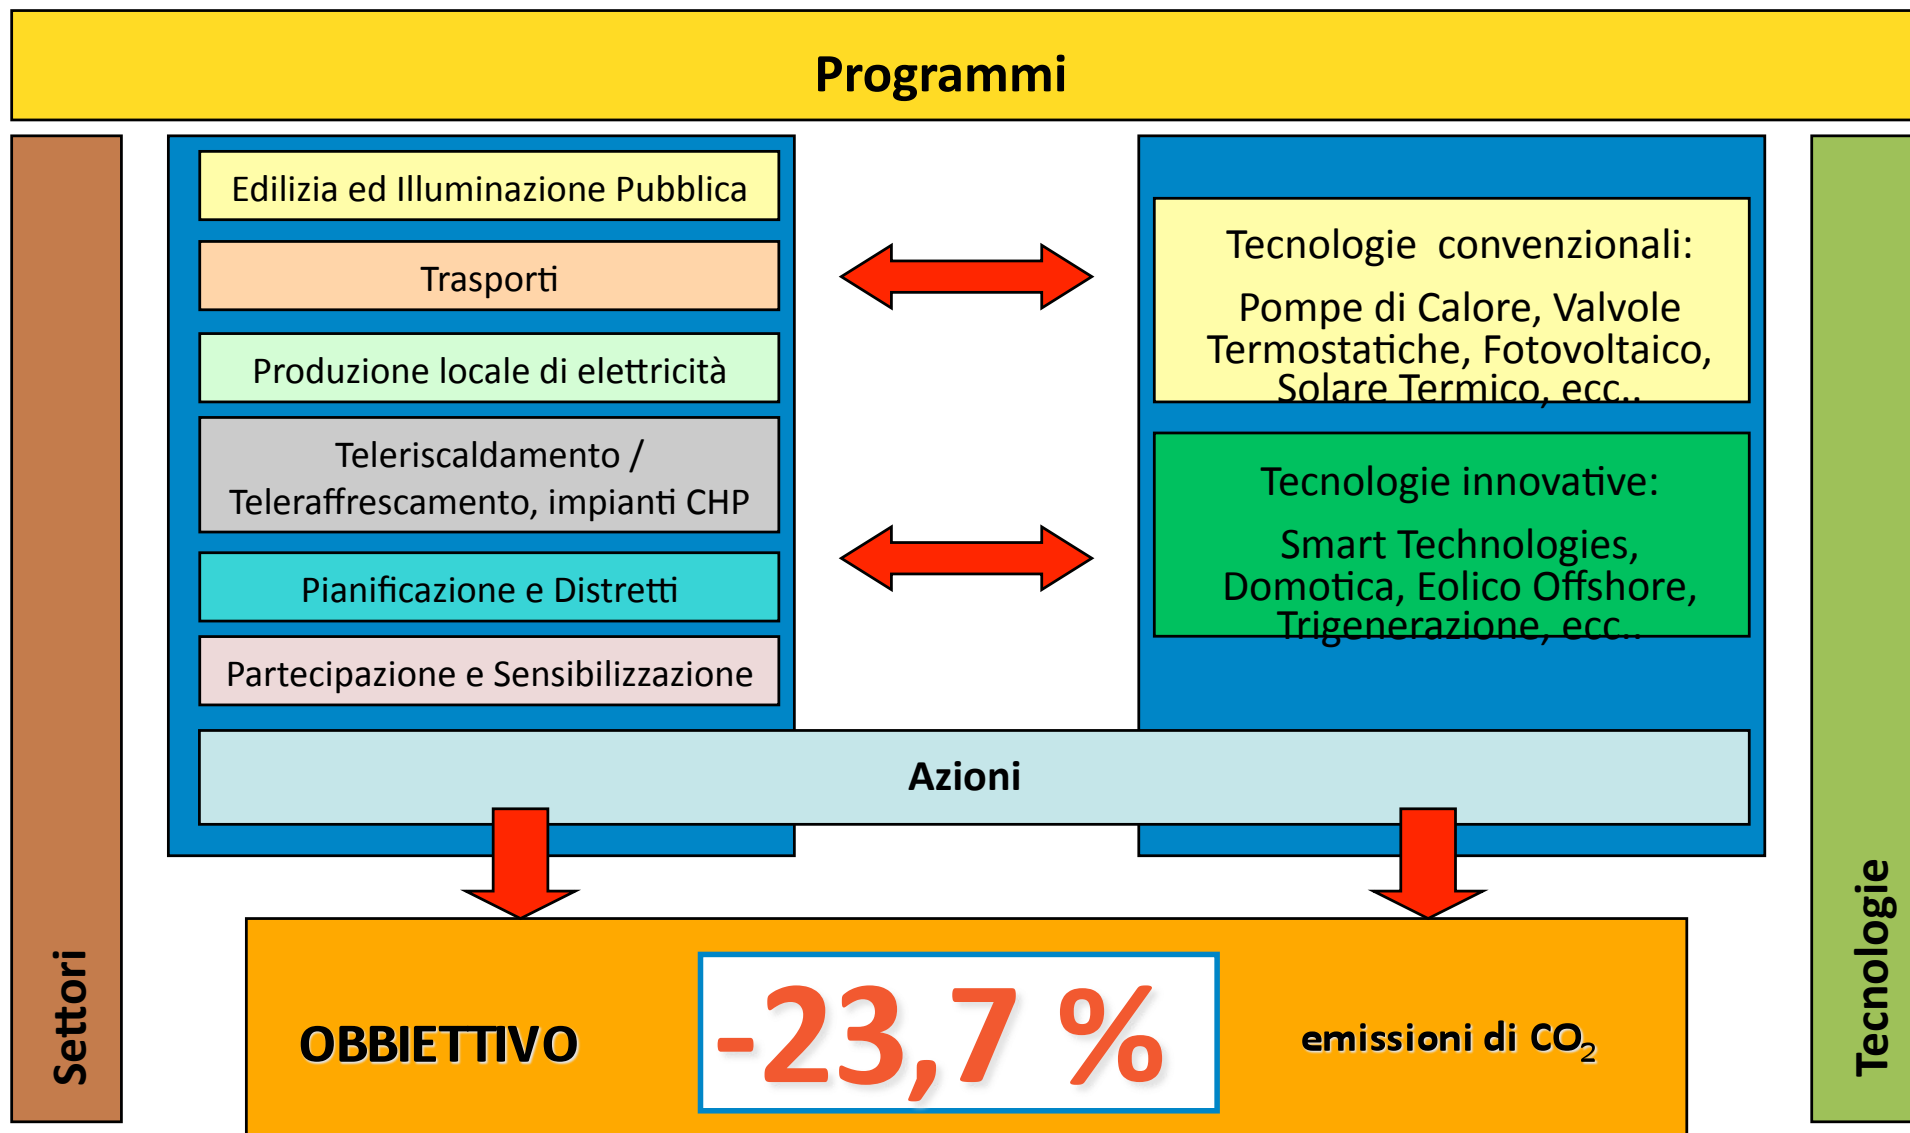 Programmi
Settori
Edilizia ed Illuminazione Pubblica
Trasporti
Produzione locale di elettricità
Teleriscaldamento /
Teleraffrescamento, impianti CHP
Pianificazione e Distretti
Partecipazione e Sensibilizzazione
Tecnologie convenzionali:
Pompe di Calore, Valvole
Termostatiche, Fotovoltaico,
Solare Termico, ecc..
Tecnologie innovative:
Smart Technologies,
Domotica, Eolico Offshore,
Trigenerazione, ecc..
Tecnologie
Azioni
OBBIETTIVO
-23,7 %
emissioni di CO₂